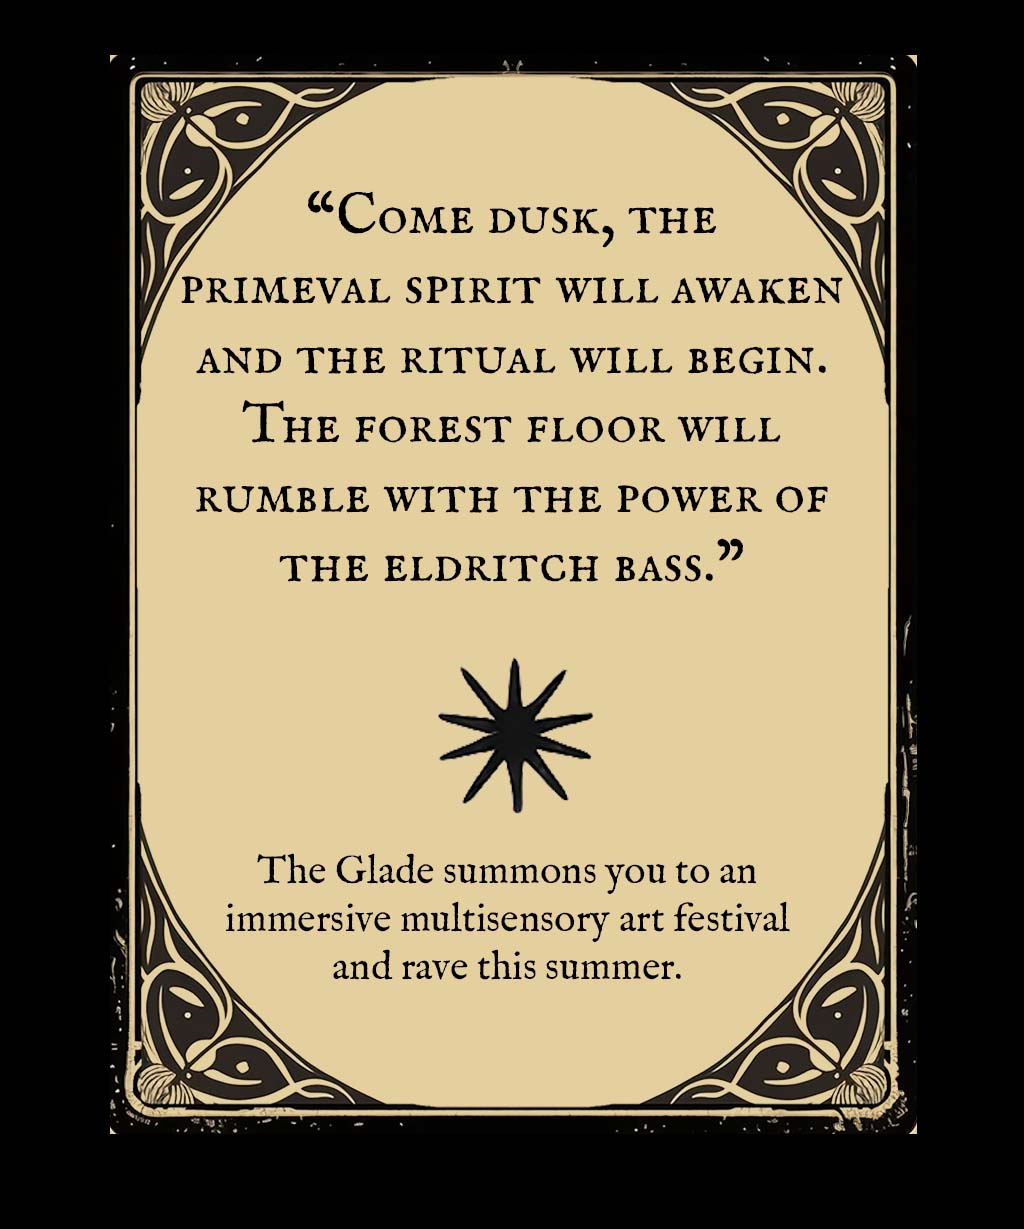 “Come dusk, the
primeval spirit will awaken
and the ritual will begin.
The forest floor will
rumble with the power of
the eldritch bass.”
The Glade summons you to an
immersive multisensory art festival
and rave this summer.